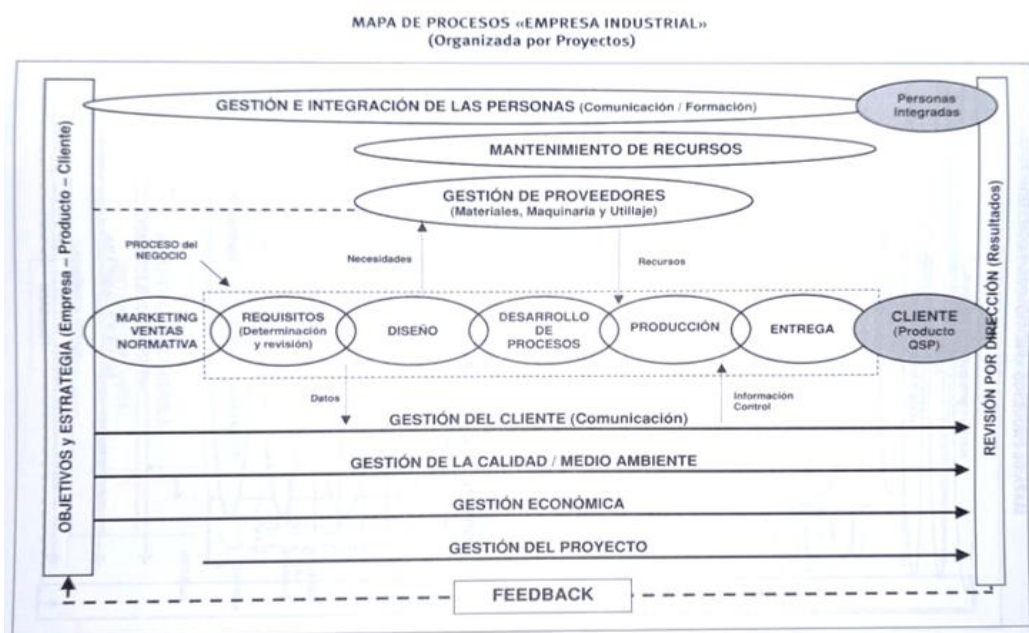 MAPA DE PROCESOS «EMPRESA INDUSTRIAL»
(Organizada por Proyectos)
OBJETIVOS y ESTRATEGIA (Empresa – Producto – Cliente)
GESTIÓN E INTEGRACIÓN DE LAS PERSONAS (Comunicación / Formación)
Personas
Integradas
MANTENIMIENTO DE RECURSOS
GESTIÓN DE PROVEEDORES
(Materiales, Maquinaria y Utillaje)
PROCESO del
NEGOCIO
Necesidades
Recursos
MARKETING
VENTAS
NORMATIVA
REQUISITOS
(Determinación
y revisión)
DISEÑO
DESARROLLO
DE
PROCESOS
PRODUCCIÓN
ENTREGA
CLIENTE
(Producto
QSP)
Datos
Información
Control
GESTIÓN DEL CLIENTE (Comunicación)
GESTIÓN DE LA CALIDAD / MEDIO AMBIENTE
GESTIÓN ECONÓMICA
GESTIÓN DEL PROYECTO
REVISIÓN POR DIRECCIÓN (Resultados)
FEEDBACK